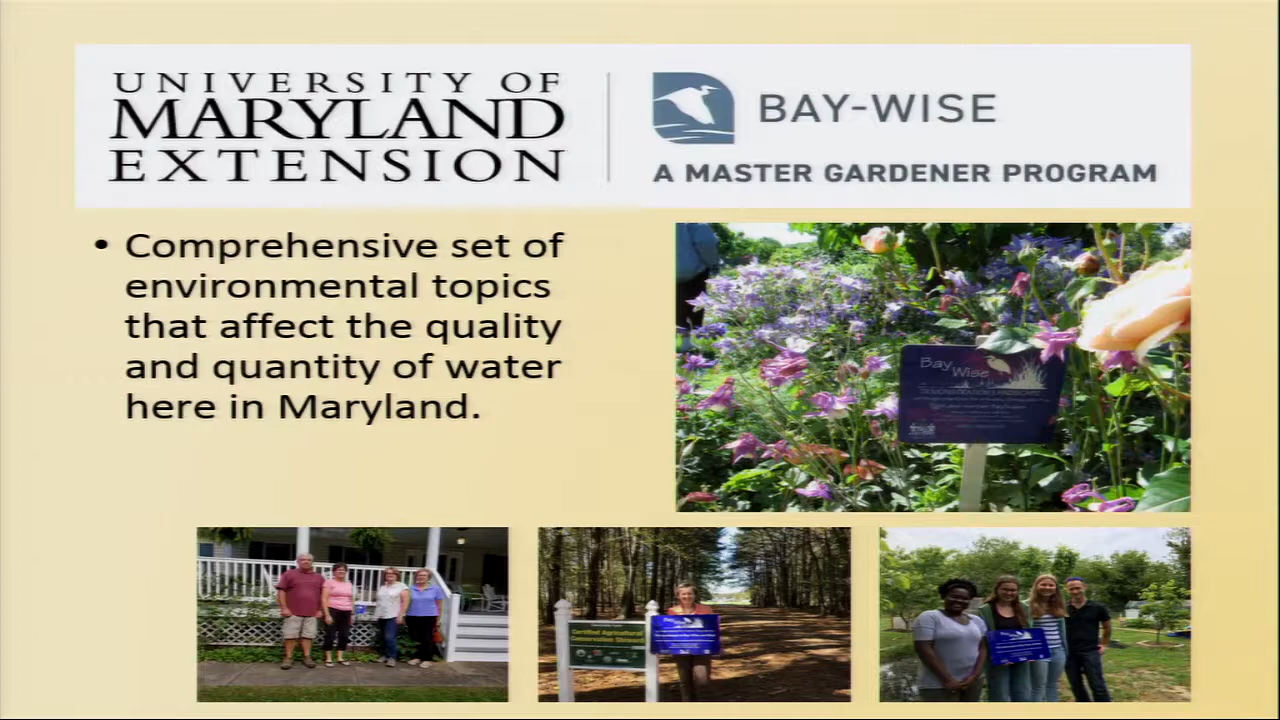 UNIVERSITY OF
MARYLAND
EXTENSION
BAY-WISE
A MASTER GARDENER PROGRAM
• Comprehensive set of
environmental topics
that affect the quality
and quantity of water
here in Maryland.
Bay
Wise
Certified Agricultural